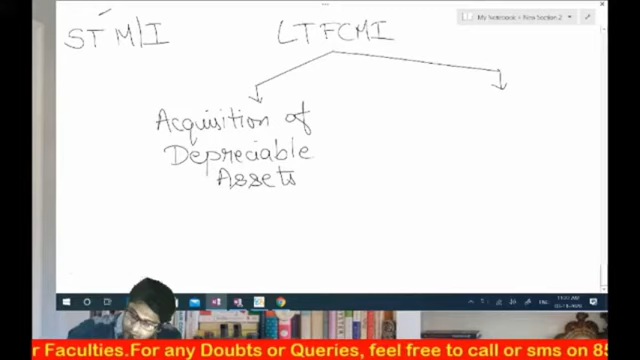 ST M/I
LTFCMI
My Notebook > New Section 2
Acquisition of
Depreciable
Assets
ENG
r Faculties.For any Doubts or Queries, feel free to call or sms on 85